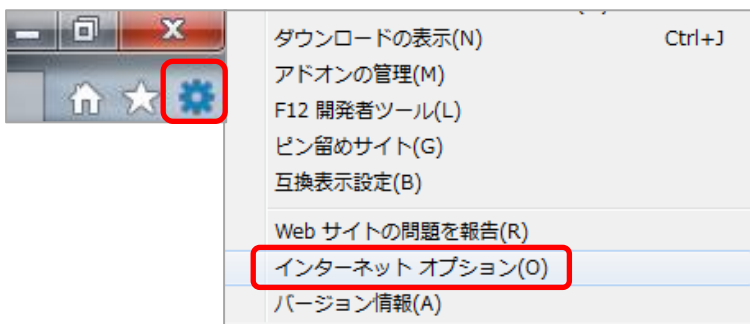 ダウンロードの表示(N) Ctrl+J
アドオンの管理(M)
F12 開発者ツール(L)
ピン留めサイト(G)
互換表示設定(B)
Web サイトの問題を報告(R)
インターネット オプション(O)
バージョン情報(A)